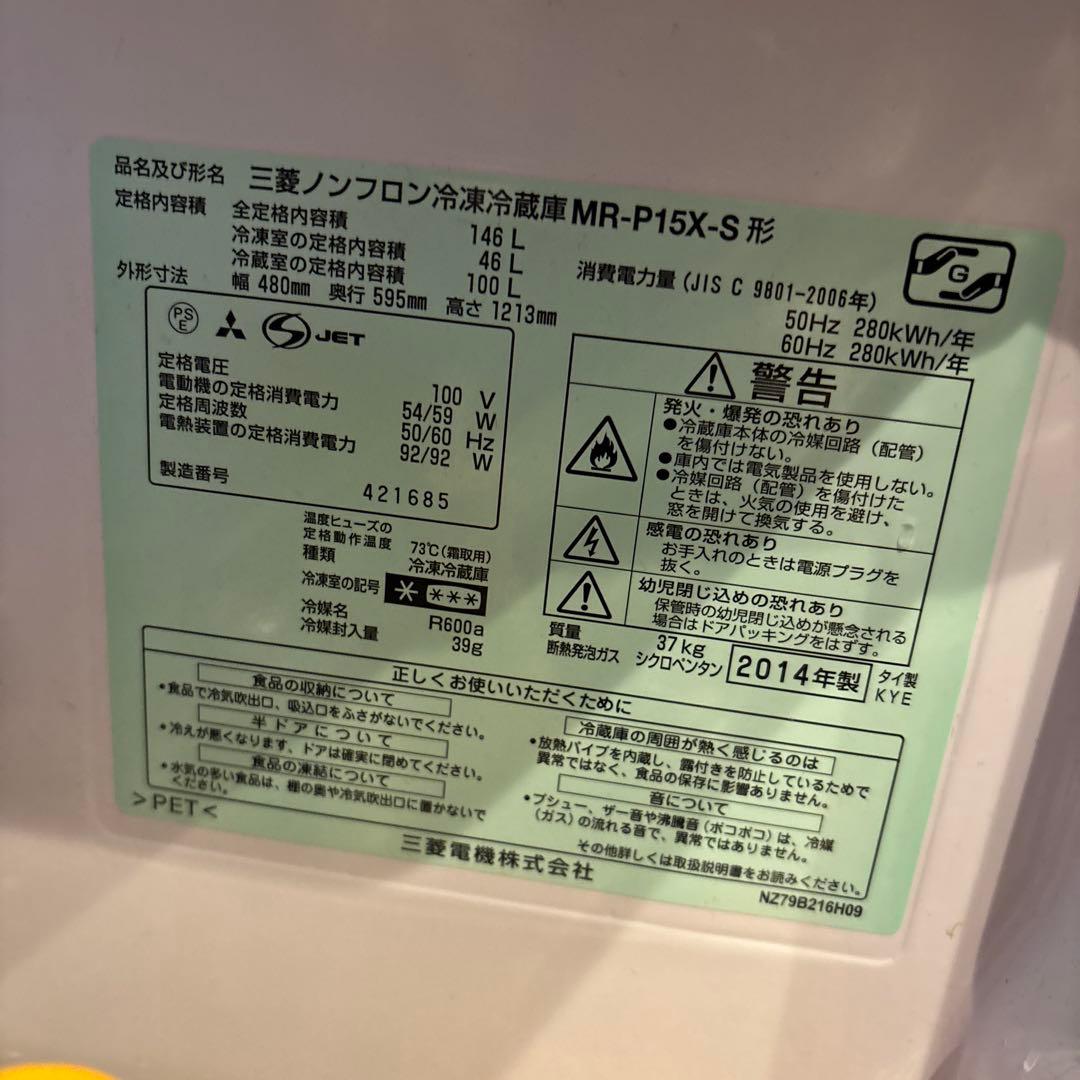 品名及び形名 三菱ノンフロン冷凍冷蔵庫 MR-P15X-S 形
定格内容積 全定格内容積 146 L
冷凍室の定格内容積 46 L
冷蔵室の定格内容積 100 L
外形寸法 幅 480mm 奥行 595mm 高さ 1213mm
消費電力量 (JIS C 9801-2006年)
50Hz 280kWh/年
60Hz 280kWh/年
G
PS
E
JET
定格電圧 100 V
電動機の定格消費電力 54/59 W
定格周波数 50/60 Hz
電熱装置の定格消費電力 92/92 W
製造番号 421685
温度ヒューズの
定格動作温度 73℃(霜取用)
種類 冷凍冷蔵庫
冷凍室の記号 * ***
冷媒名 R600a
冷媒封入量 39g
警告
発火・爆発の恐れあり
●冷蔵庫本体の冷媒回路(配管)
を傷付けない。
●庫内では電気製品を使用しない。
●冷媒回路(配管)を傷付けた
ときは、火気の使用を避け、
窓を開けて換気する。
感電の恐れあり
お手入れのときは電源プラグを
抜く。
幼児閉じ込めの恐れあり
保管時の幼児閉じ込めが懸念される
場合はドアパッキングをはずす。
質量 37kg
断熱発泡ガス シクロペンタン
2014年製
タイ製
KYE
正しくお使いいただくために
食品の収納について
•食品で冷気吹出口、吸込口をふさがないでください。
半ドアについて
•冷えが悪くなります、ドアは確実に閉めてください。
食品の凍結について
•水気の多い食品は、棚の奥や冷気吹出口に置かないで
ください。
冷蔵庫の周囲が熱く感じるのは
•放熱パイプを内蔵し、露付きを防止しているためで
異常ではなく、食品の保存に影響ありません。
音について
•プシュー、ザー音や沸騰音(ポコポコ)は、冷媒
(ガス)の流れる音で、異常ではありません。
その他詳しくは取扱説明書をお読みください。
>PET<
三菱電機株式会社
NZ79B216H09